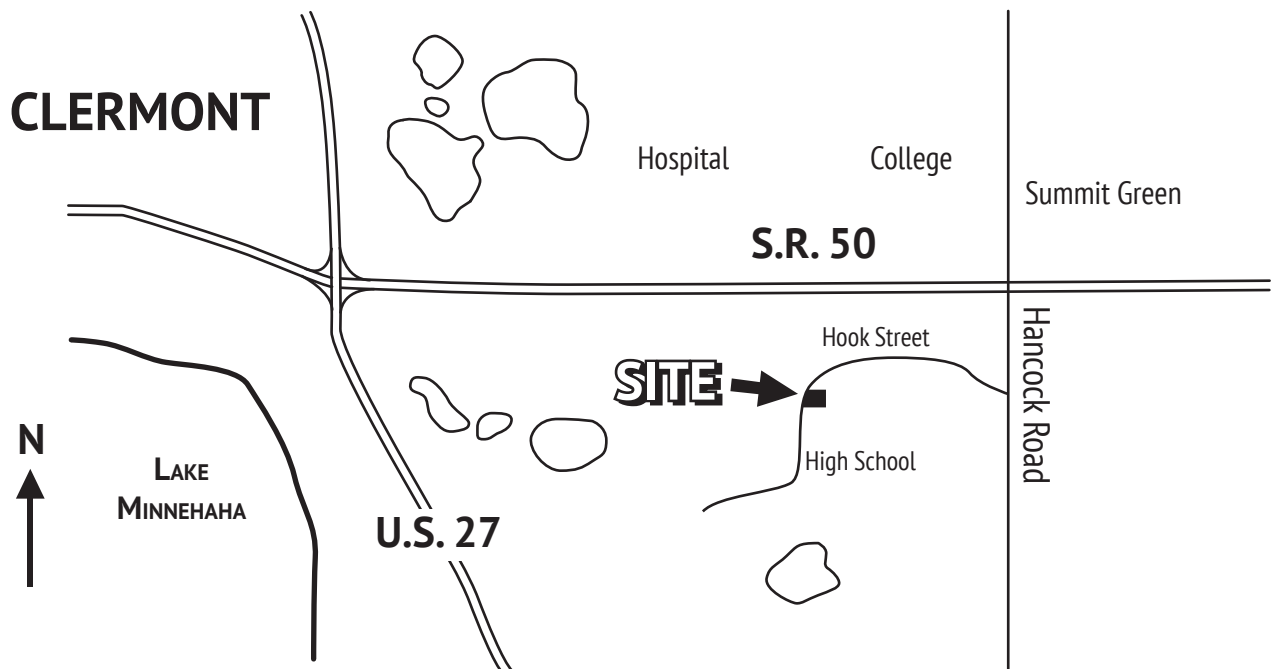 CLERMONT
Hospital
College
Summit Green
S.R. 50
Hook Street
SITE
Hancock Road
High School
N
LAKE
MINNEHAHA
U.S. 27